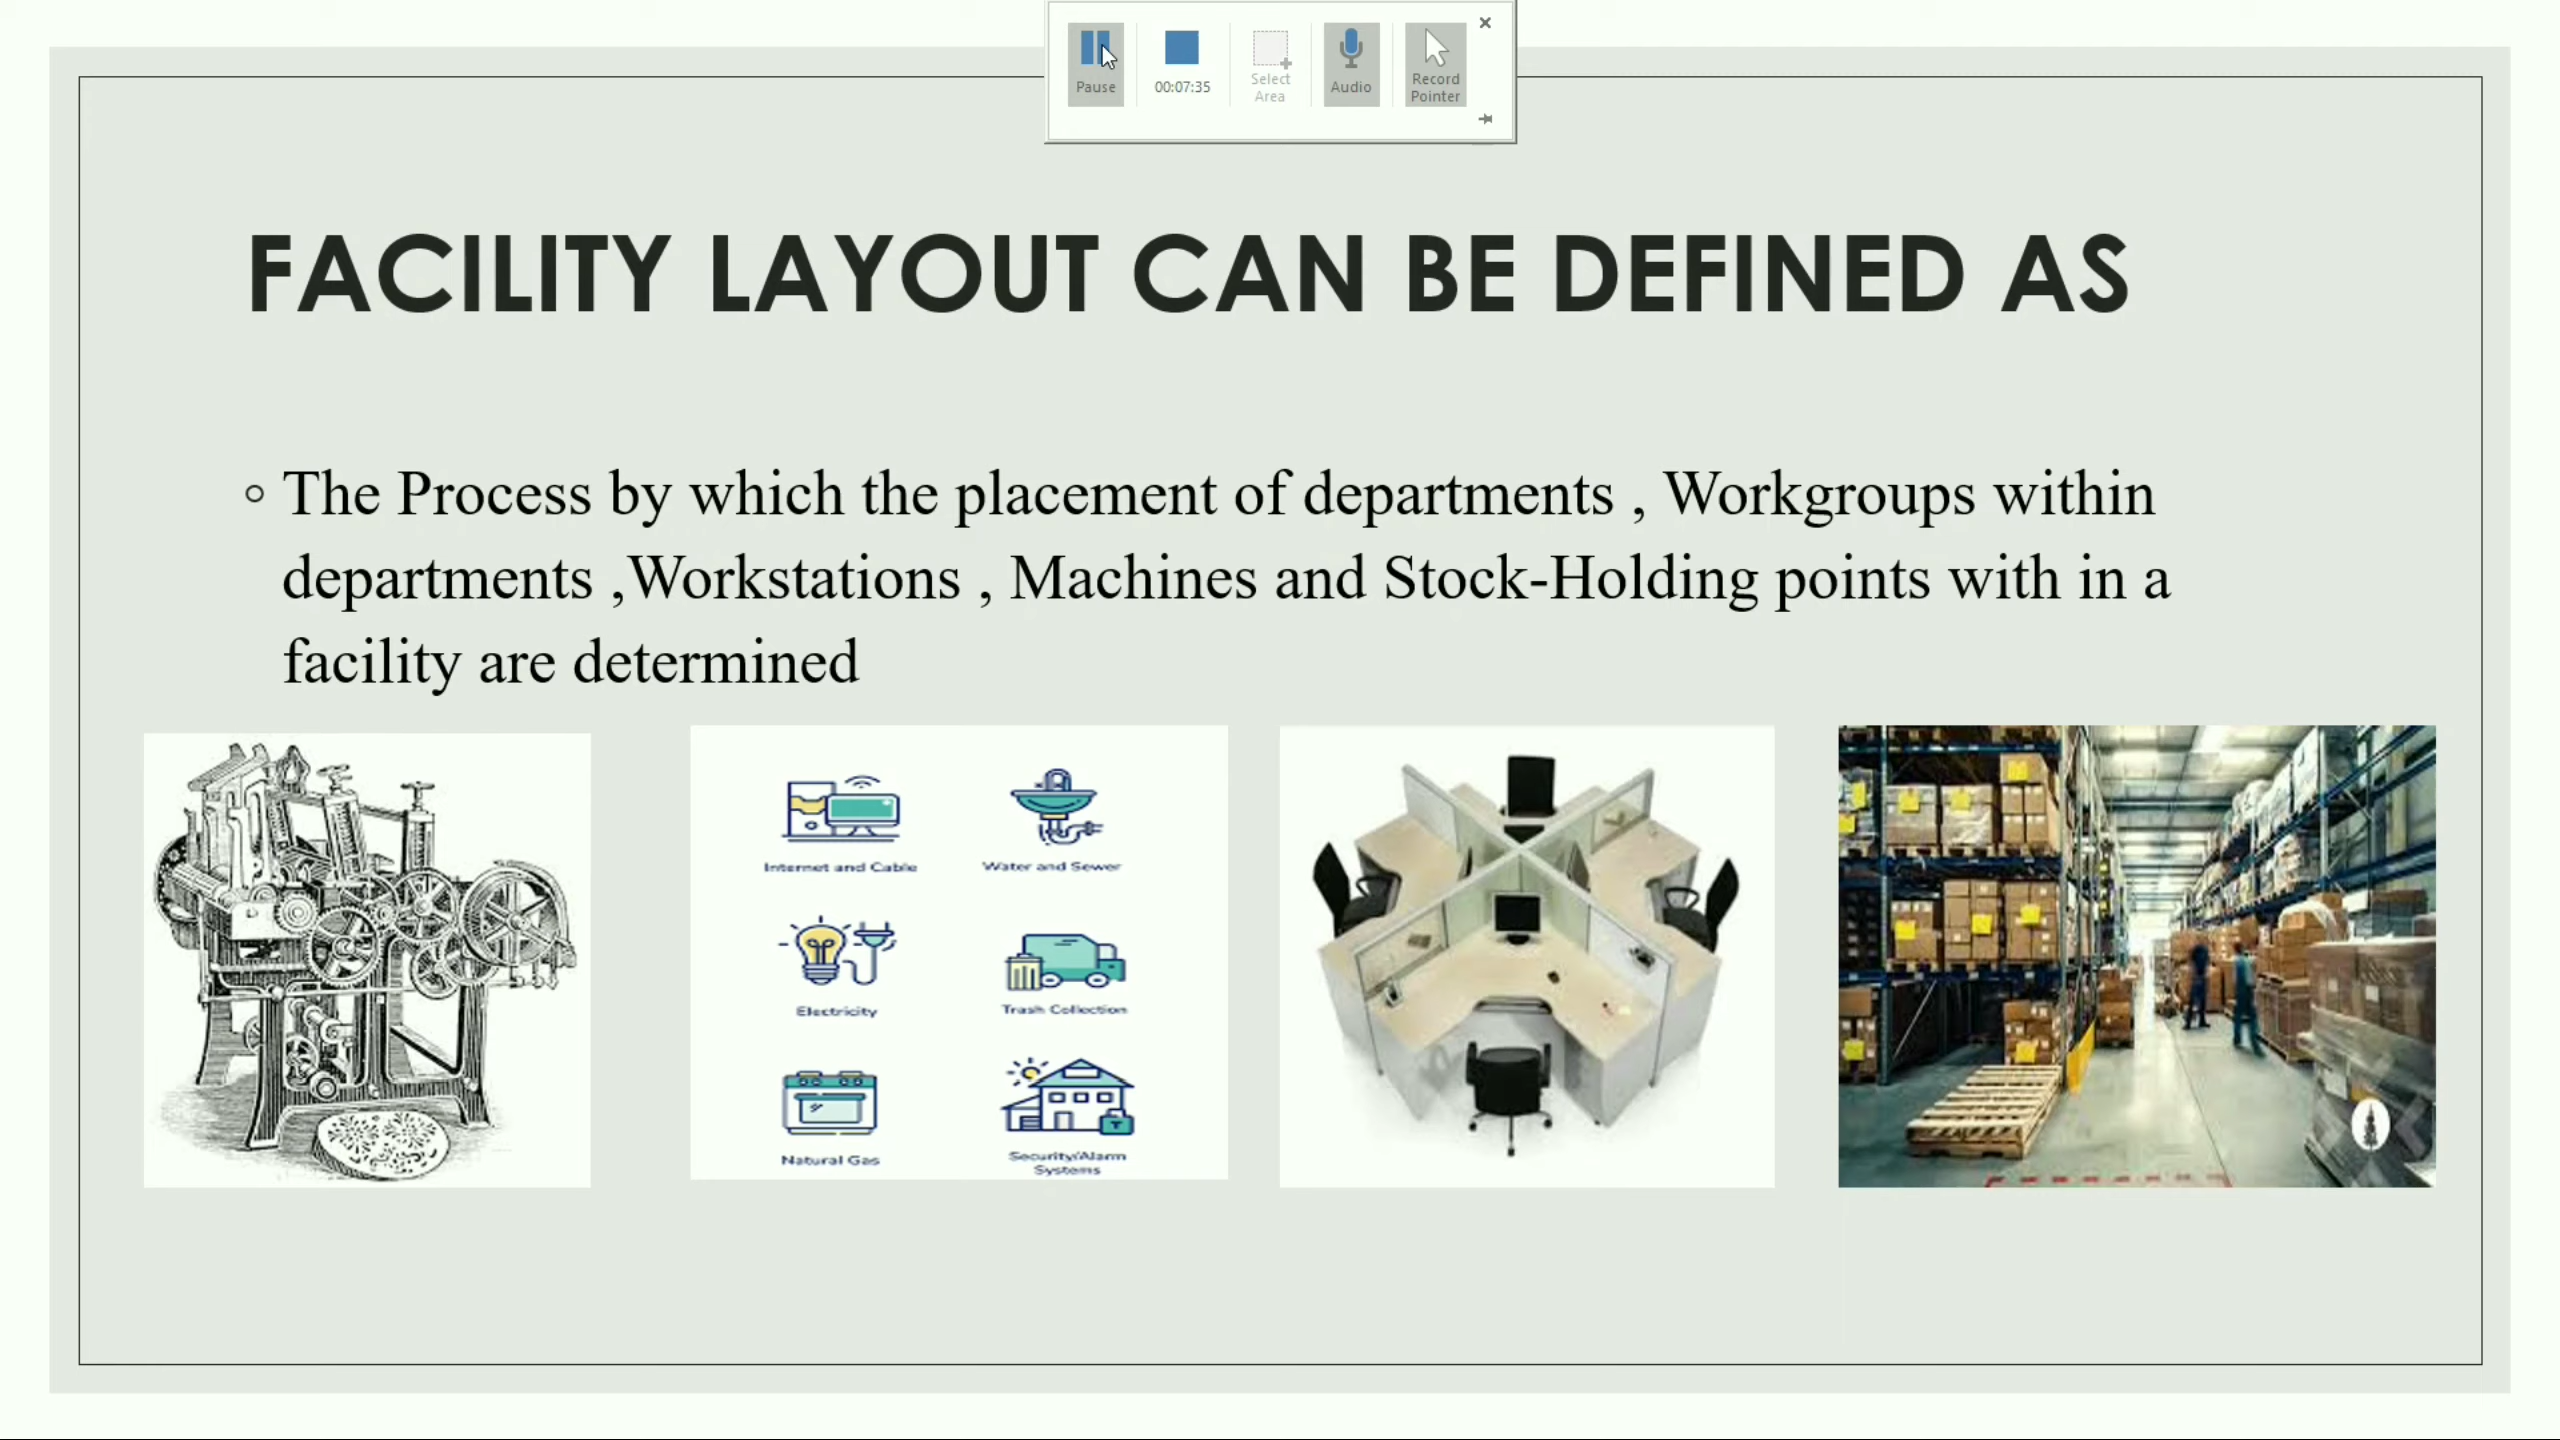 Pause
00:07:35
Select
Area
Audio
Record
Pointer
FACILITY LAYOUT CAN BE DEFINED AS
The Process by which the placement of departments , Workgroups within
departments ,Workstations , Machines and Stock-Holding points with in a
facility are determined
Internet and Cable
Water and Sewer
Electricity
Trash Collection
Natural Gas
Security/Alarm
Systems